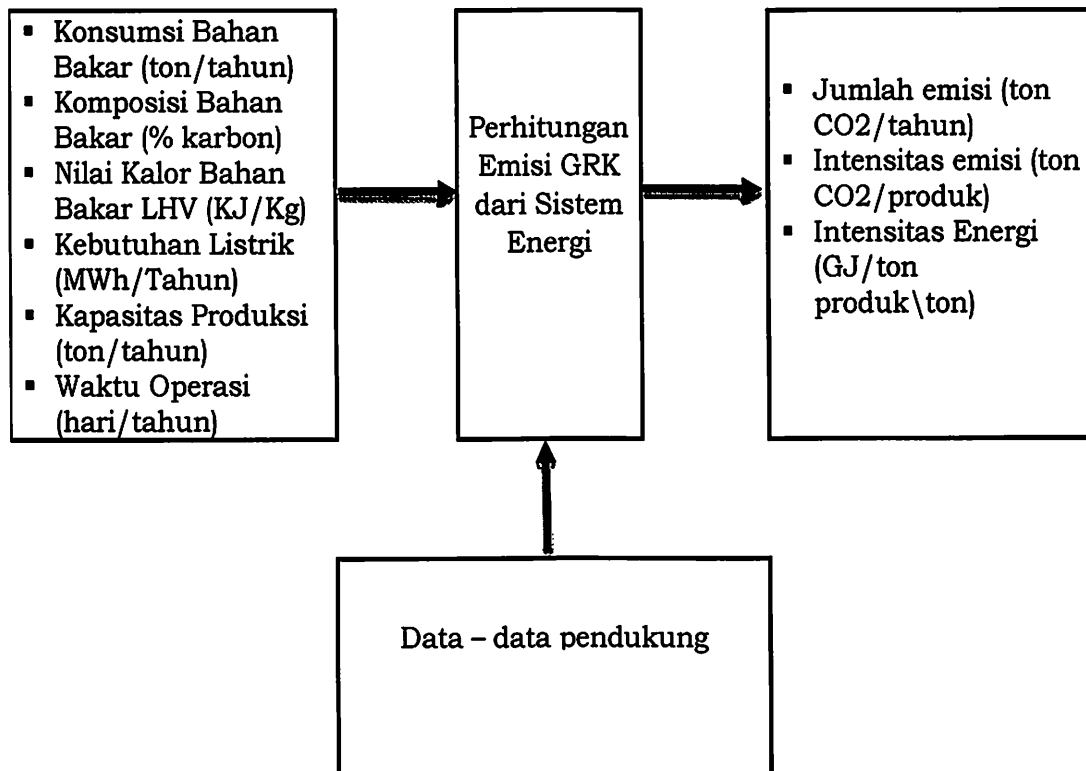 ▪ Konsumsi Bahan
Bakar (ton/tahun)
▪ Komposisi Bahan
Bakar (% karbon)
▪ Nilai Kalor Bahan
Bakar LHV (KJ/Kg)
▪ Kebutuhan Listrik
(MWh/Tahun)
▪ Kapasitas Produksi
(ton/tahun)
▪ Waktu Operasi
(hari/tahun)
Perhitungan
Emisi GRK
dari Sistem
Energi
▪ Jumlah emisi (ton
CO2/tahun)
▪ Intensitas emisi (ton
CO2/produk)
▪ Intensitas Energi
(GJ/ton
produk\ton)
Data – data pendukung